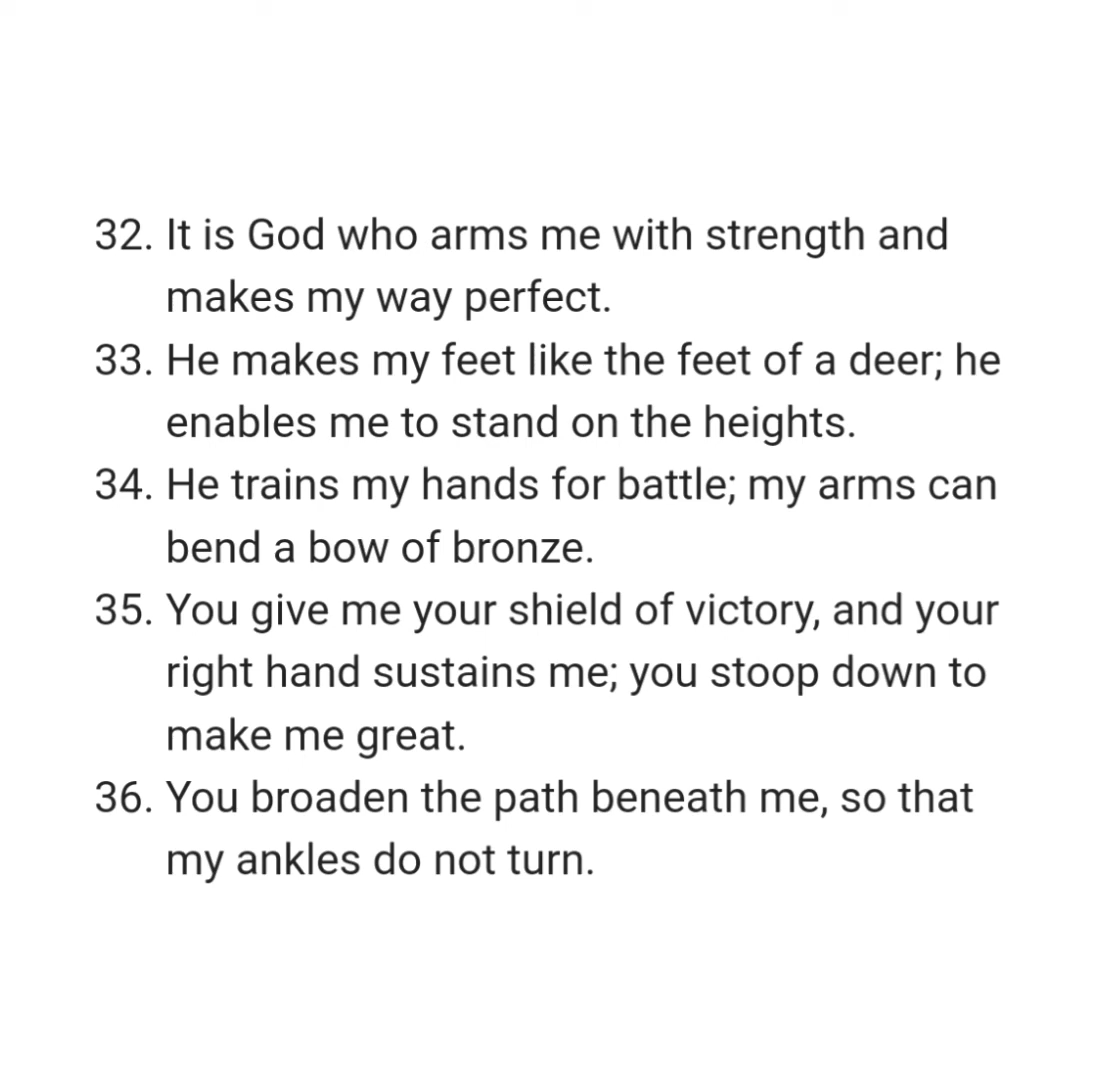 32. It is God who arms me with strength and
makes my way perfect.
33. He makes my feet like the feet of a deer; he
enables me to stand on the heights.
34. He trains my hands for battle; my arms can
bend a bow of bronze.
35. You give me your shield of victory, and your
right hand sustains me; you stoop down to
make me great.
36. You broaden the path beneath me, so that
my ankles do not turn.